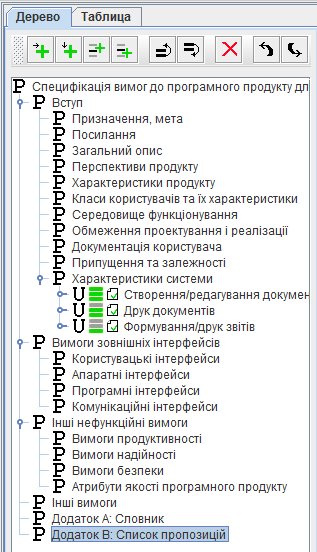 Дерево Таблица
P Специфікація вимог до програмного продукту дл
P Вступ
P Призначення, мета
P Посилання
P Загальний опис
P Перспективи продукту
P Характеристики продукту
P Класи користувачів та їх характеристики
P Середовище функціонування
P Обмеження проектування і реалізації
P Документація користувача
P Припущення та залежності
P Характеристики системи
U Створення/редагування докумен
U Друк документів
U Формування/друк звітів
P Вимоги зовнішніх інтерфейсів
P Користувацькі інтерфейси
P Апаратні інтерфейси
P Програмні інтерфейси
P Комунікаційні інтерфейси
P Інші нефункційні вимоги
P Вимоги продуктивності
P Вимоги надійності
P Вимоги безпеки
P Атрибути якості програмного продукту
P Інші вимоги
P Додаток А: Словник
P Додаток В: Список пропозицій